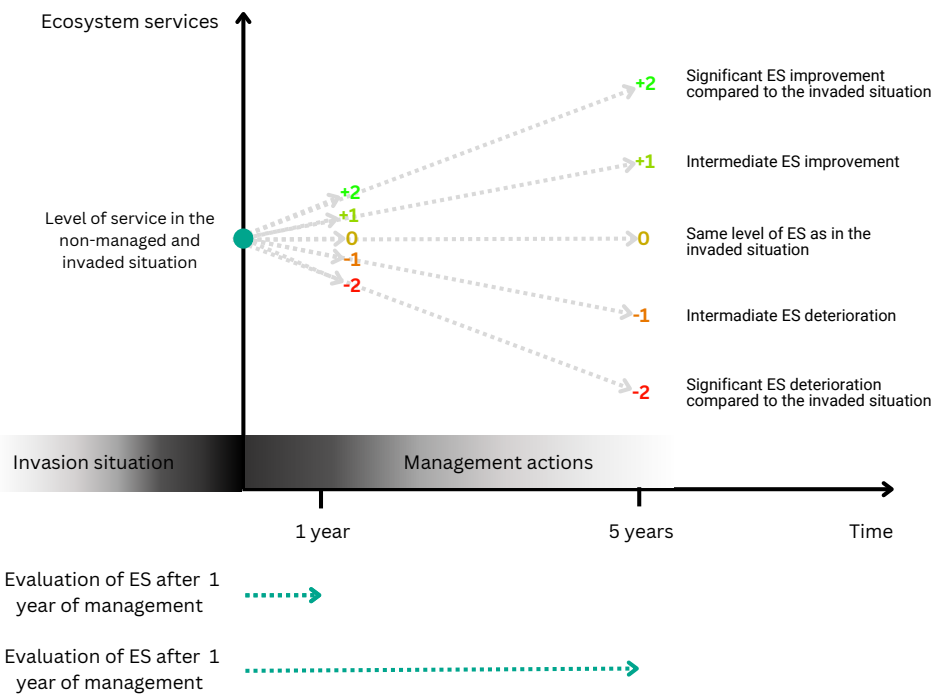 Ecosystem services
+2
Significant ES improvement
compared to the invaded situation
+1
Intermediate ES improvement
+2
+1
0
-1
-2
Level of service in the
non-managed and
invaded situation
0
Same level of ES as in the
invaded situation
-1
Intermadiate ES deterioration
-2
Significant ES deterioration
compared to the invaded situation
Invasion situation
Management actions
1 year
5 years
Time
Evaluation of ES after 1
year of management
Evaluation of ES after 1
year of management